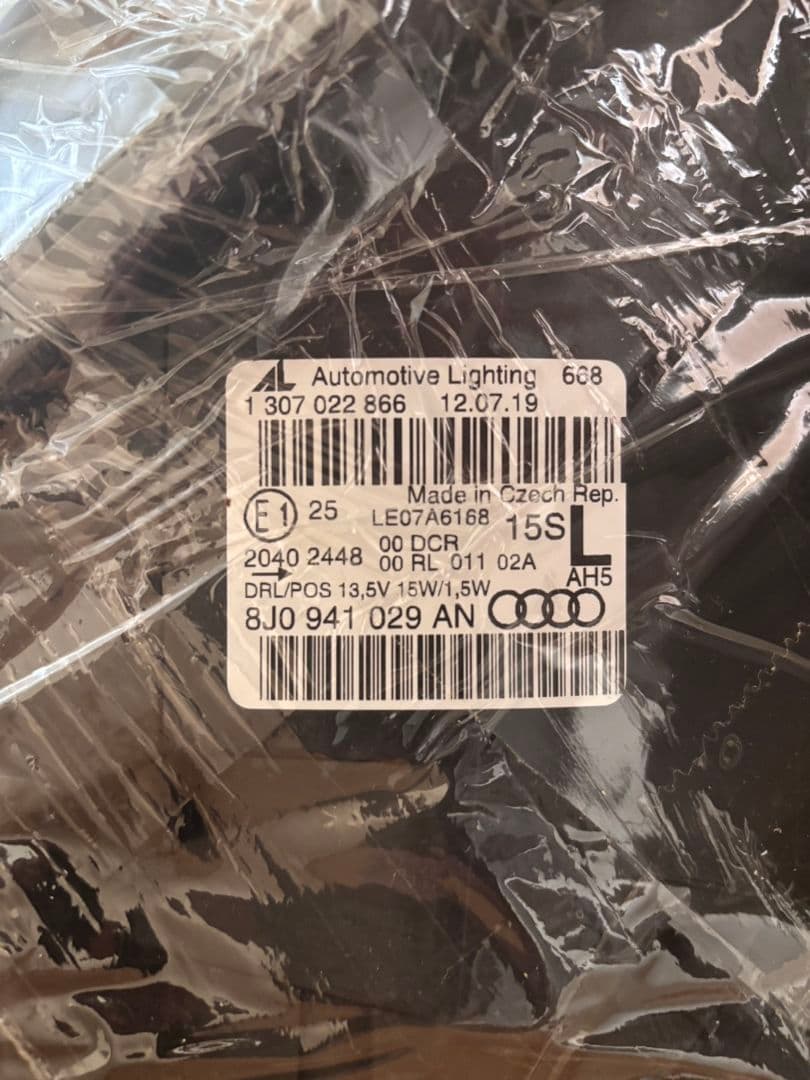 AL Automotive Lighting 668
1 307 022 866 12.07.19
Made in Czech Rep.
E1 25 LE07A6168 15S L
00 DCR
2040 2448 00 RL 011 02A
→ AH5
DRL/POS 13,5V 15W/1,5W
8J0 941 029 AN